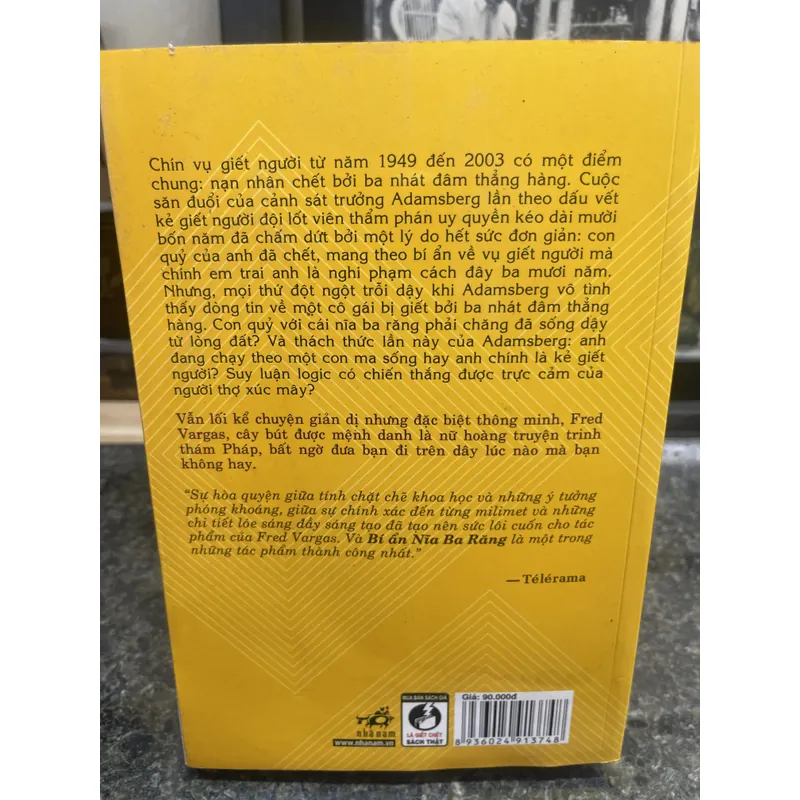 Chín vụ giết người từ năm 1949 đến 2003 có một điểm
chung: nạn nhân chết bởi ba nhát đâm thẳng hàng. Cuộc
săn đuổi của cảnh sát trưởng Adamsberg lần theo dấu vết
kẻ giết người đội lốt viên thẩm phán uy quyền kéo dài mười
bốn năm đã chấm dứt bởi một lý do hết sức đơn giản: con
quỷ của anh đã chết, mang theo bí ẩn về vụ giết người mà
chính em trai anh là nghi phạm cách đây ba mươi năm.
Nhưng, mọi thứ đột ngột trỗi dậy khi Adamsberg vô tình
thấy dòng tin về một cô gái bị giết bởi ba nhát đâm thẳng
hàng. Con quỷ với cái nĩa ba răng phải chăng đã sống dậy
từ lòng đất? Và thách thức lần này của Adamsberg: anh
đang chạy theo một con ma sống hay anh chính là kẻ giết
người? Suy luận logic có chiến thắng được trực cảm của
người thợ xúc mây?
Vẫn lối kể chuyện giản dị nhưng đặc biệt thông minh, Fred
Vargas, cây bút được mệnh danh là nữ hoàng truyện trinh
thám Pháp, bất ngờ đưa bạn đi trên dây lúc nào mà bạn
không hay.
"Sự hòa quyện giữa tính chặt chẽ khoa học và những ý tưởng
phóng khoáng, giữa sự chính xác đến từng milimet và những
chi tiết lóe sáng đầy sáng tạo đã tạo nên sức lôi cuốn cho tác
phẩm của Fred Vargas. Và Bí ẩn Nĩa Ba Răng là một trong
những tác phẩm thành công nhất."
—Télérama
nhã nam
www.nhanam.vn
MUA BÁN SÁCH GIẢ
LÀ GIẾT CHẾT
SÁCH THẬT
Giá: 90.000đ
8 936024 913748